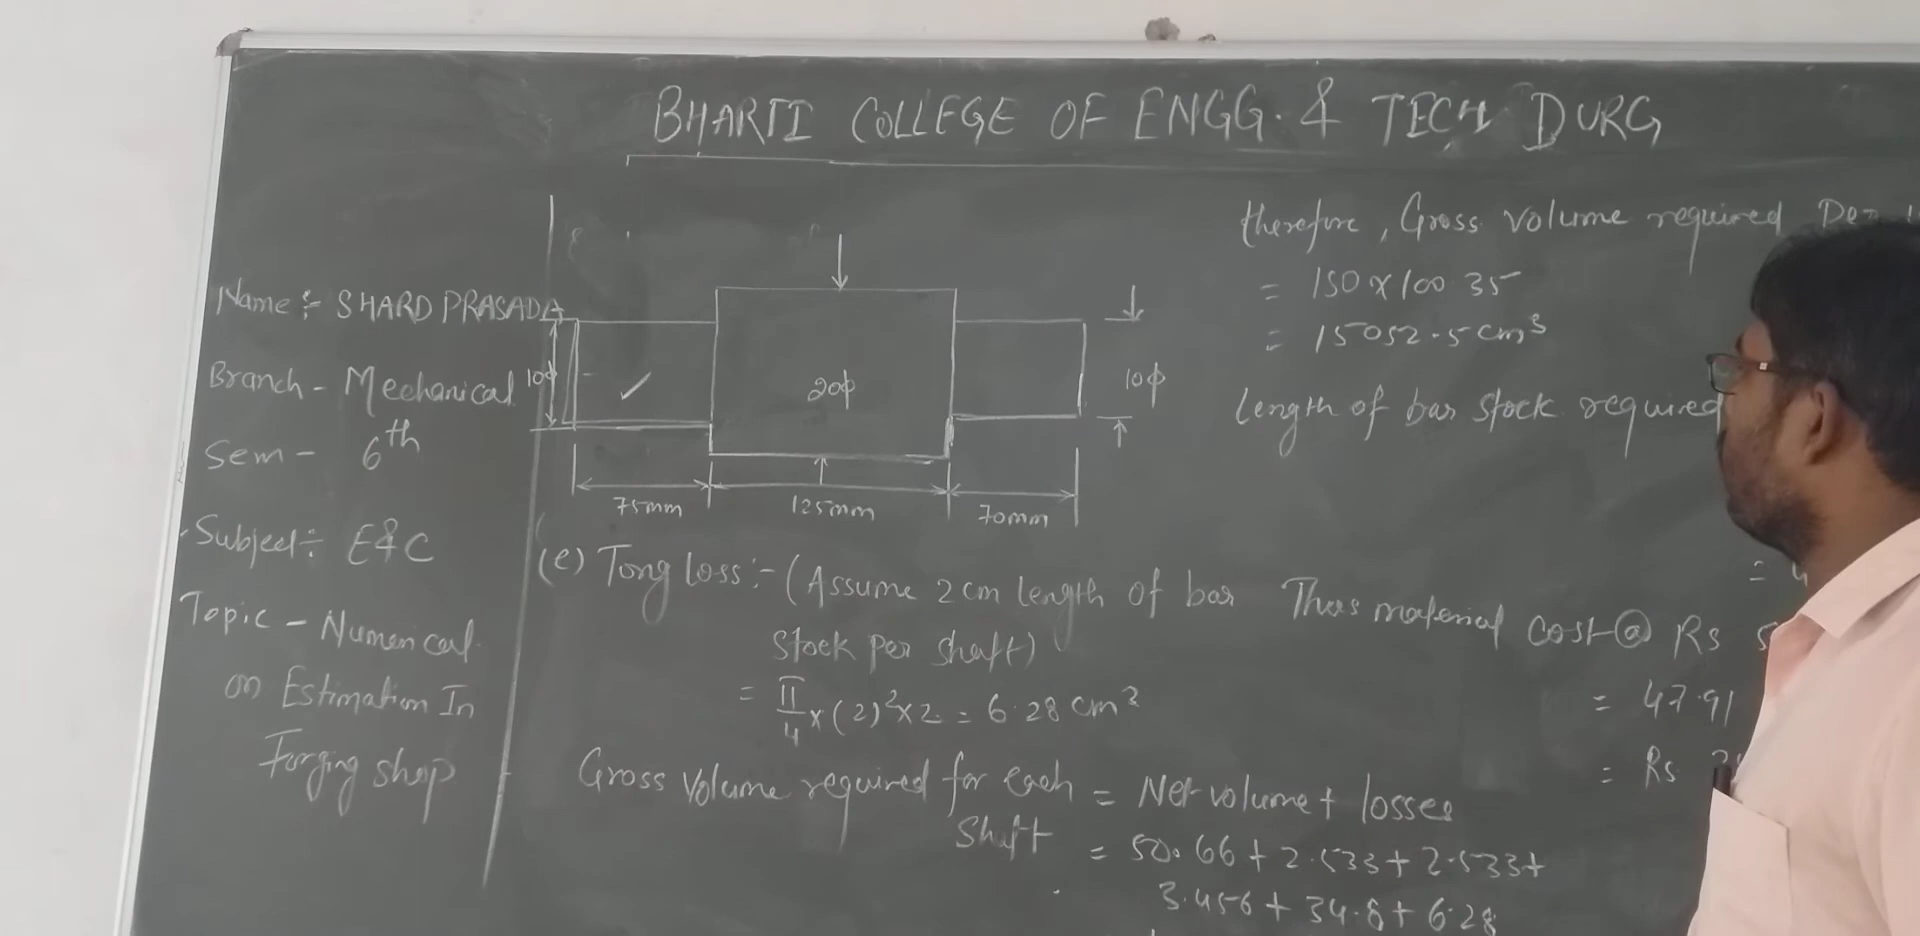 BHARTI COLLEGE OF ENGG. & TECH DURG
Name :- SHARD PRASADA
Branch - Mechanical
Sem - 6th
Subject :- E&C
Topic - Numerical
on Estimation In
Forging shop
10ϕ
20ϕ
10ϕ
75mm
125mm
70mm
(e) Tong loss :- (Assume 2 cm length of bar
stock per shaft)
= π/4 x (2)² x 2 = 6.28 cm³
Gross Volume required for each
Shaft
= Net volume + losses
= 50.66 + 2.533 + 2.533 +
3.456 + 34.8 + 6.28
therefore, Gross volume required
= 150 x 100 35
= 15052.5 cm³
Length of bar stock required
=
Thus material cost @ Rs
= 47.91
= Rs